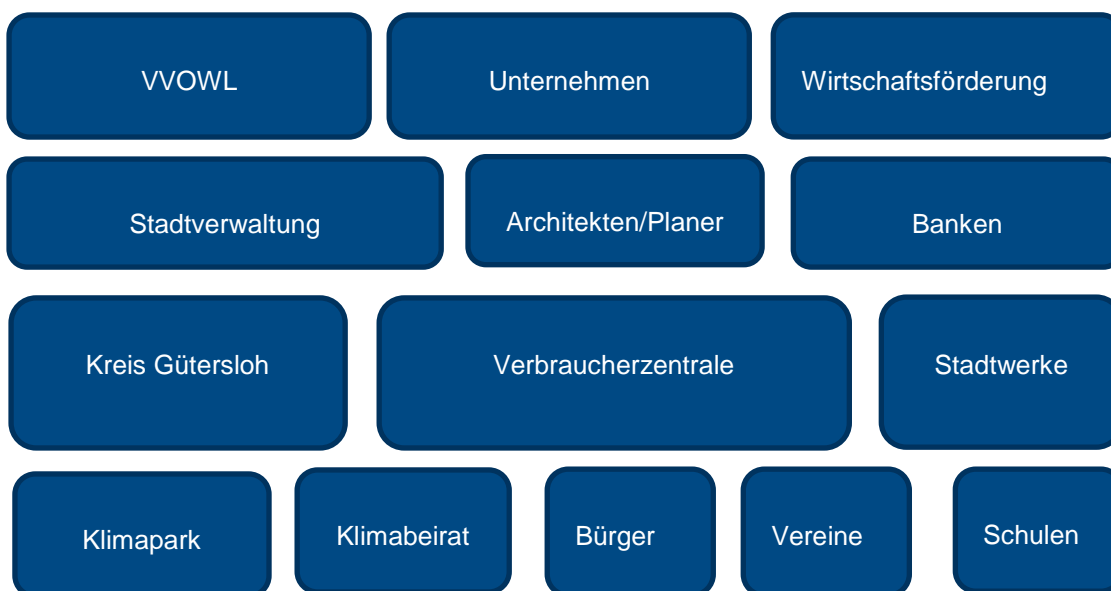 VVOWL
Unternehmen
Wirtschaftsförderung
Stadtverwaltung
Architekten/Planer
Banken
Kreis Gütersloh
Verbraucherzentrale
Stadtwerke
Klimapark
Klimabeirat
Bürger
Vereine
Schulen